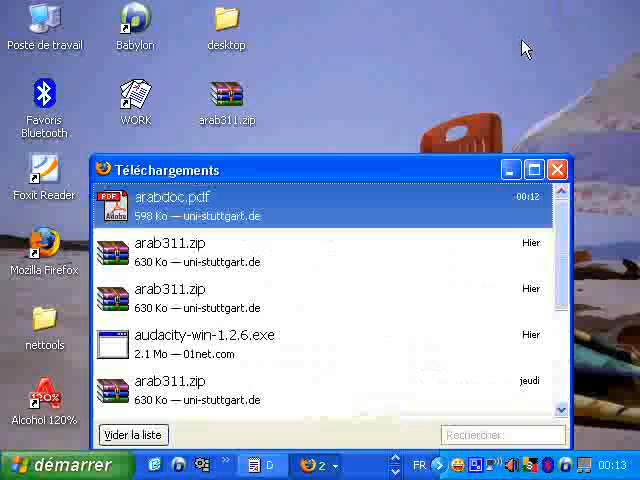 Poste de travail
Babylon
desktop
Favoris Bluetooth
WORK
arab311.zip
Foxit Reader
Mozilla Firefox
nettools
120%
Alcohol 120%
Téléchargements
PDF
Adobe
arabdoc.pdf
00:12
598 Ko — uni-stuttgart.de
arab311.zip
Hier
630 Ko — uni-stuttgart.de
arab311.zip
Hier
630 Ko — uni-stuttgart.de
audacity-win-1.2.6.exe
Hier
2.1 Mo — 01net.com
arab311.zip
jeudi
630 Ko — uni-stuttgart.de
Vider la liste
Rechercher
démarrer
D
2
FR
00:13